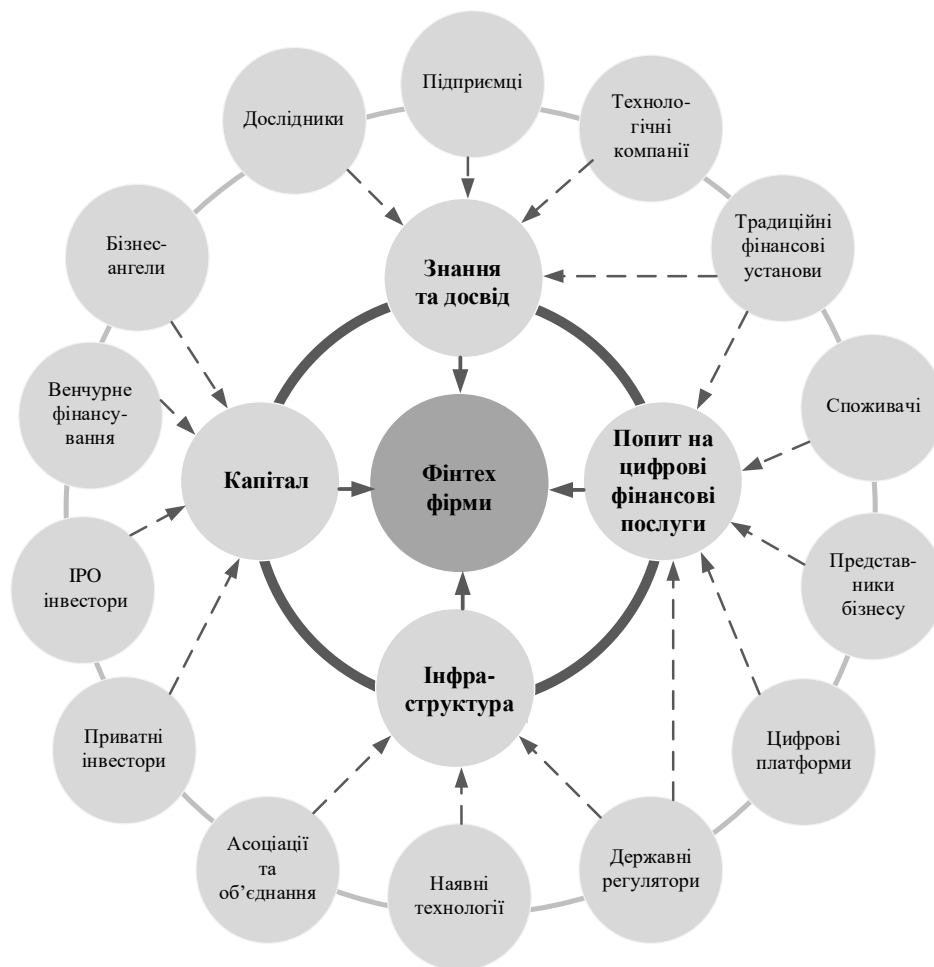 Підприємці
Дослідники
Техноло-
гічні
компанії
Бізнес-
ангели
Знання
та досвід
Традиційні
фінансові
установи
Венчурне
фінансу-
вання
Капітал
Фінтех
фірми
Попит на
цифрові
фінансові
послуги
Споживачі
IPO
інвестори
Представ-
ники
бізнесу
Приватні
інвестори
Інфра-
структура
Цифрові
платформи
Асоціації
та
об’єднання
Наявні
технології
Державні
регулятори